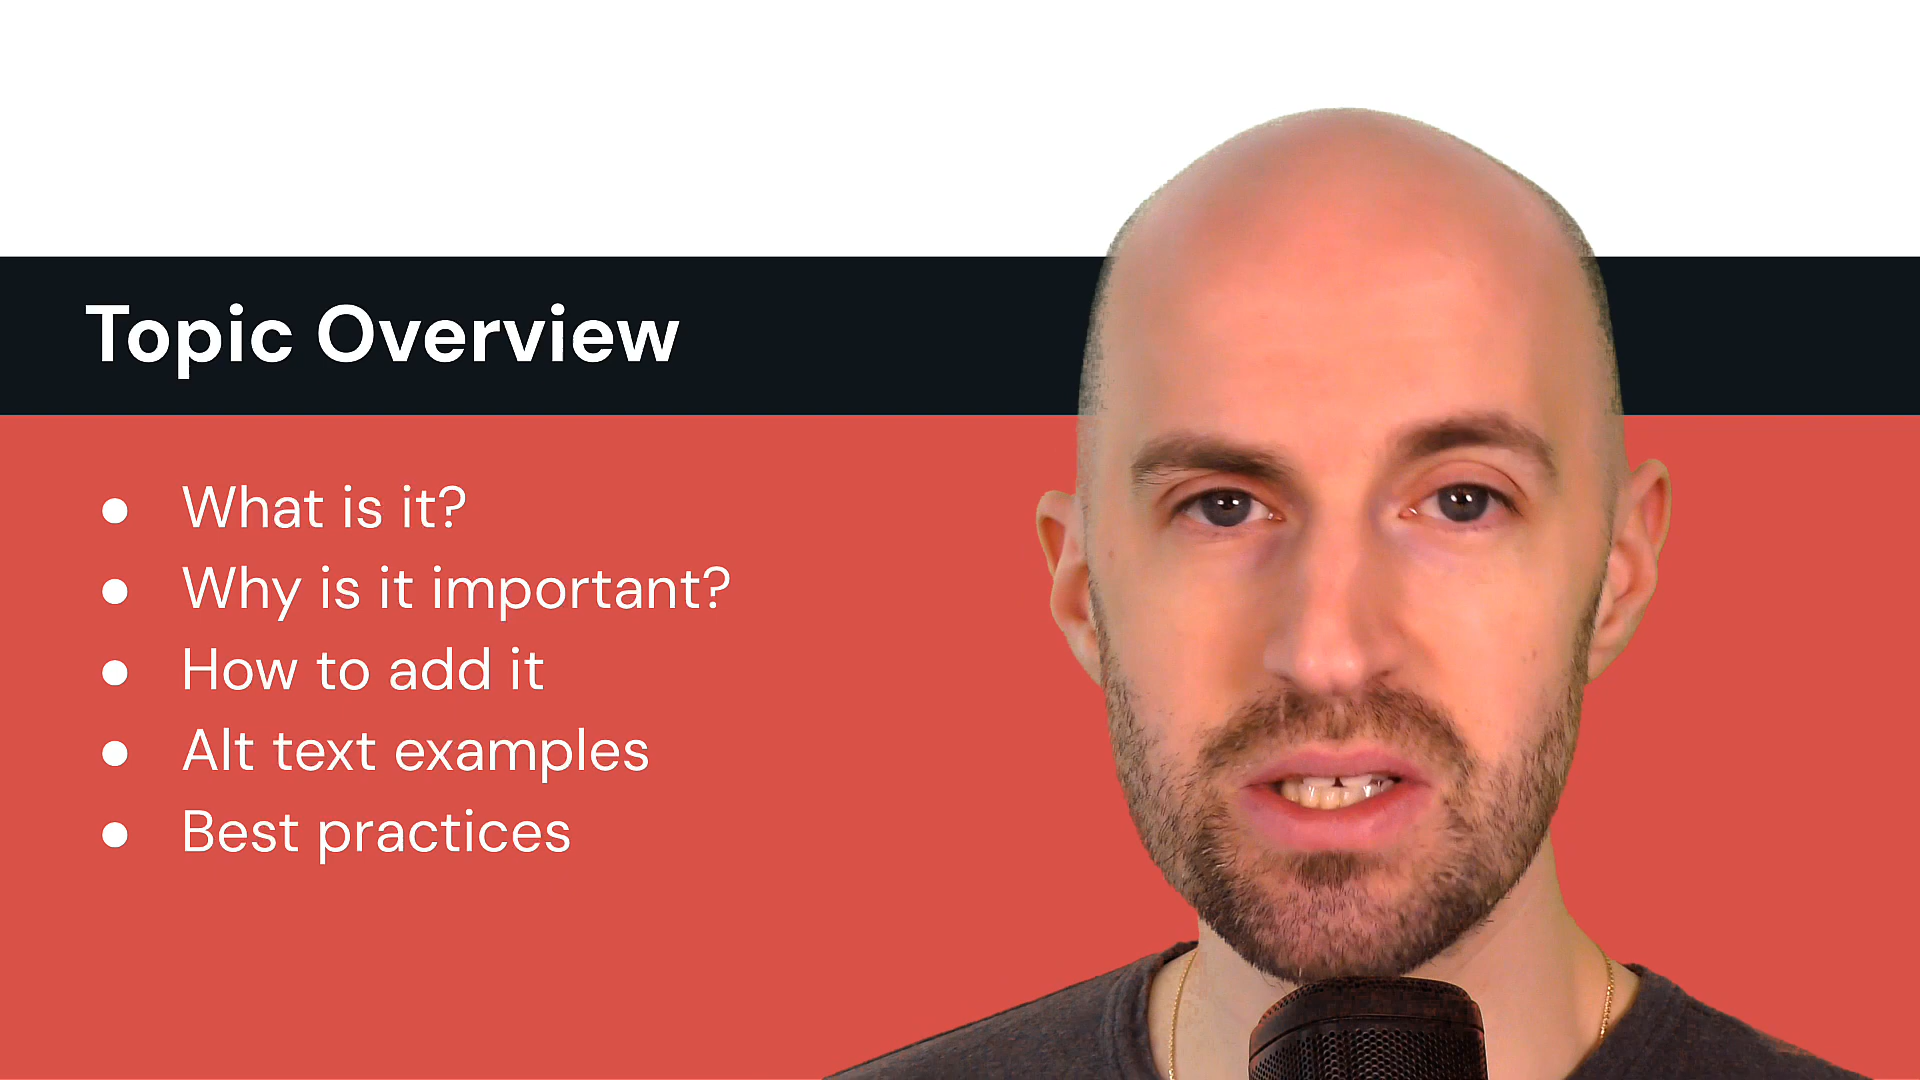 Topic Overview
● What is it?
● Why is it important?
● How to add it
● Alt text examples
● Best practices